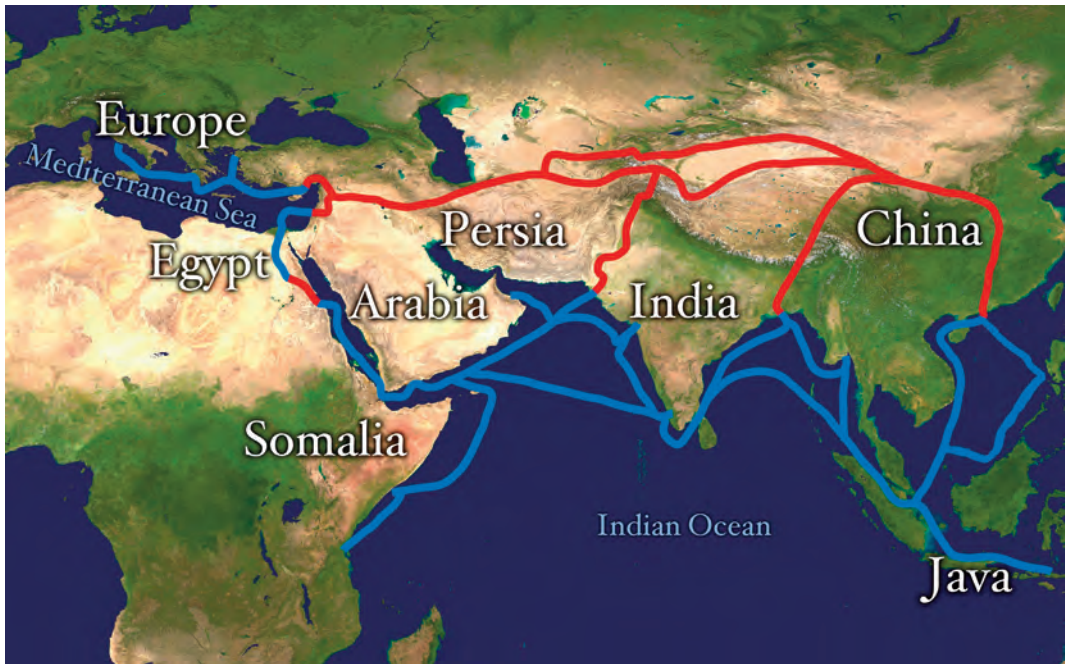 Europe
Mediterranean Sea
Egypt
Persia
Arabia
India
China
Somalia
Indian Ocean
Java